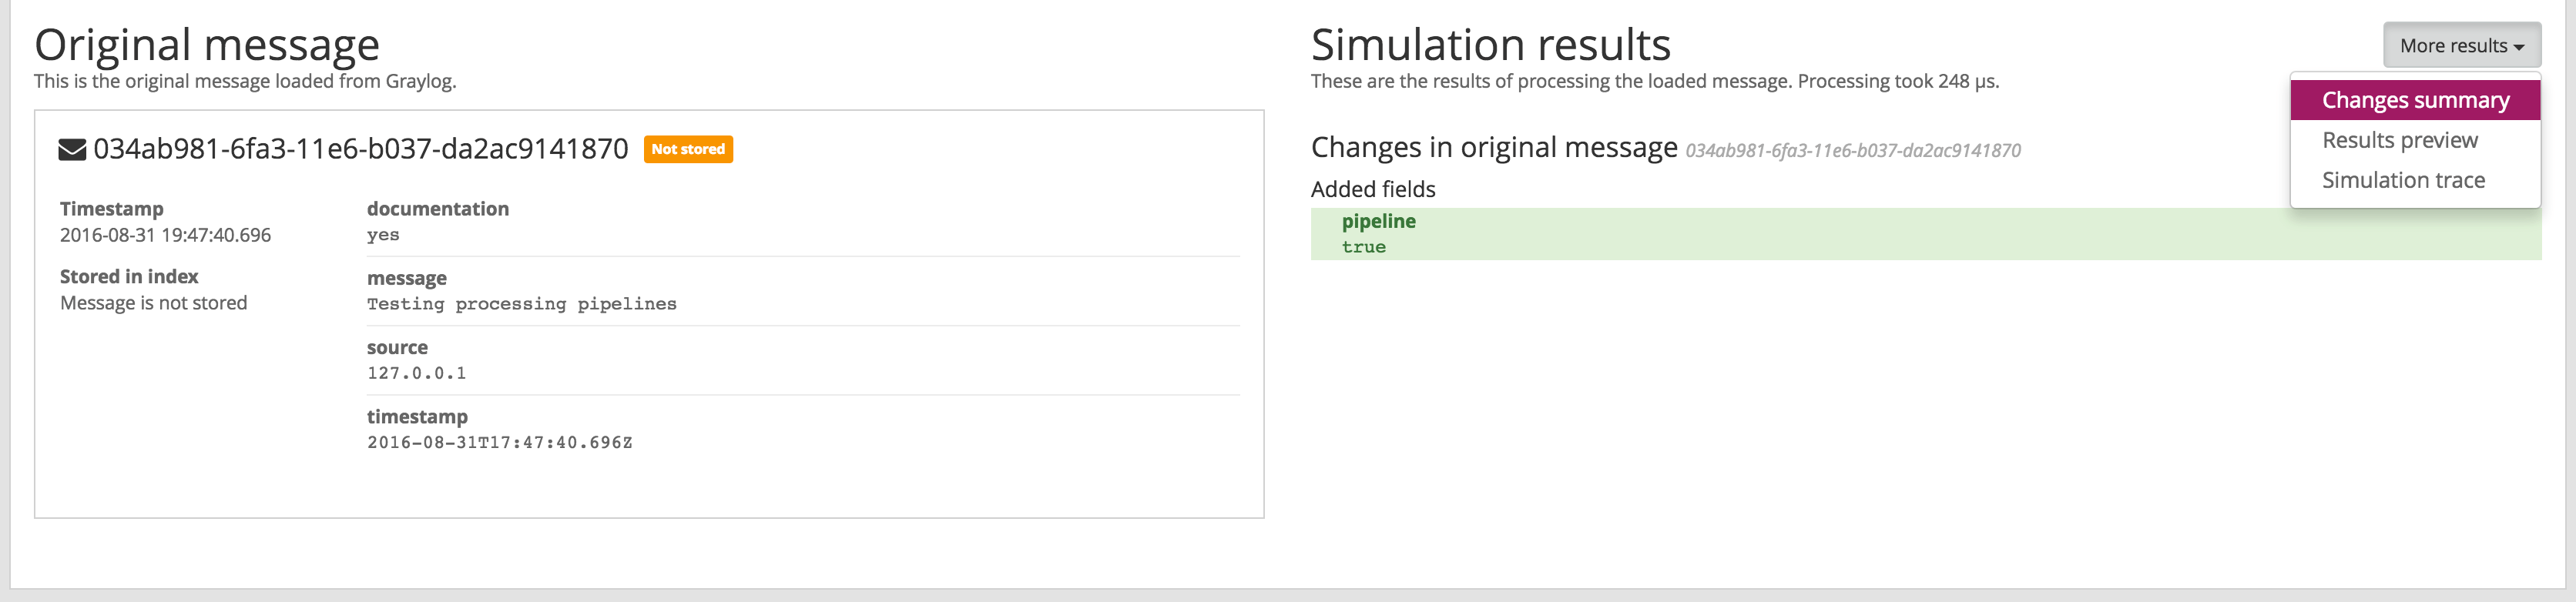 Original message
This is the original message loaded from Graylog.
034ab981-6fa3-11e6-b037-da2ac9141870 Not stored
Timestamp
2016-08-31 19:47:40.696
Stored in index
Message is not stored
documentation
yes
message
Testing processing pipelines
source
127.0.0.1
timestamp
2016-08-31T17:47:40.696Z
Simulation results
These are the results of processing the loaded message. Processing took 248 µs.
More results
Changes summary
Results preview
Simulation trace
Changes in original message 034ab981-6fa3-11e6-b037-da2ac9141870
Added fields
pipeline
true